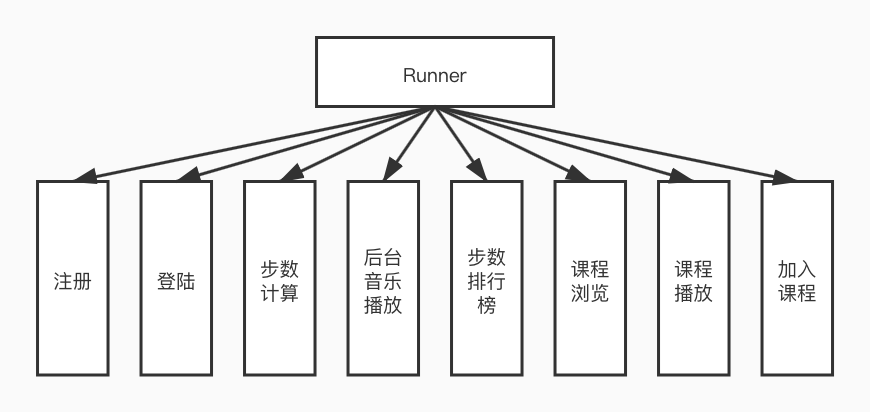 Runner
注册
登陆
步数
计算
后台
音乐
播放
步数
排行
榜
课程
浏览
课程
播放
加入
课程